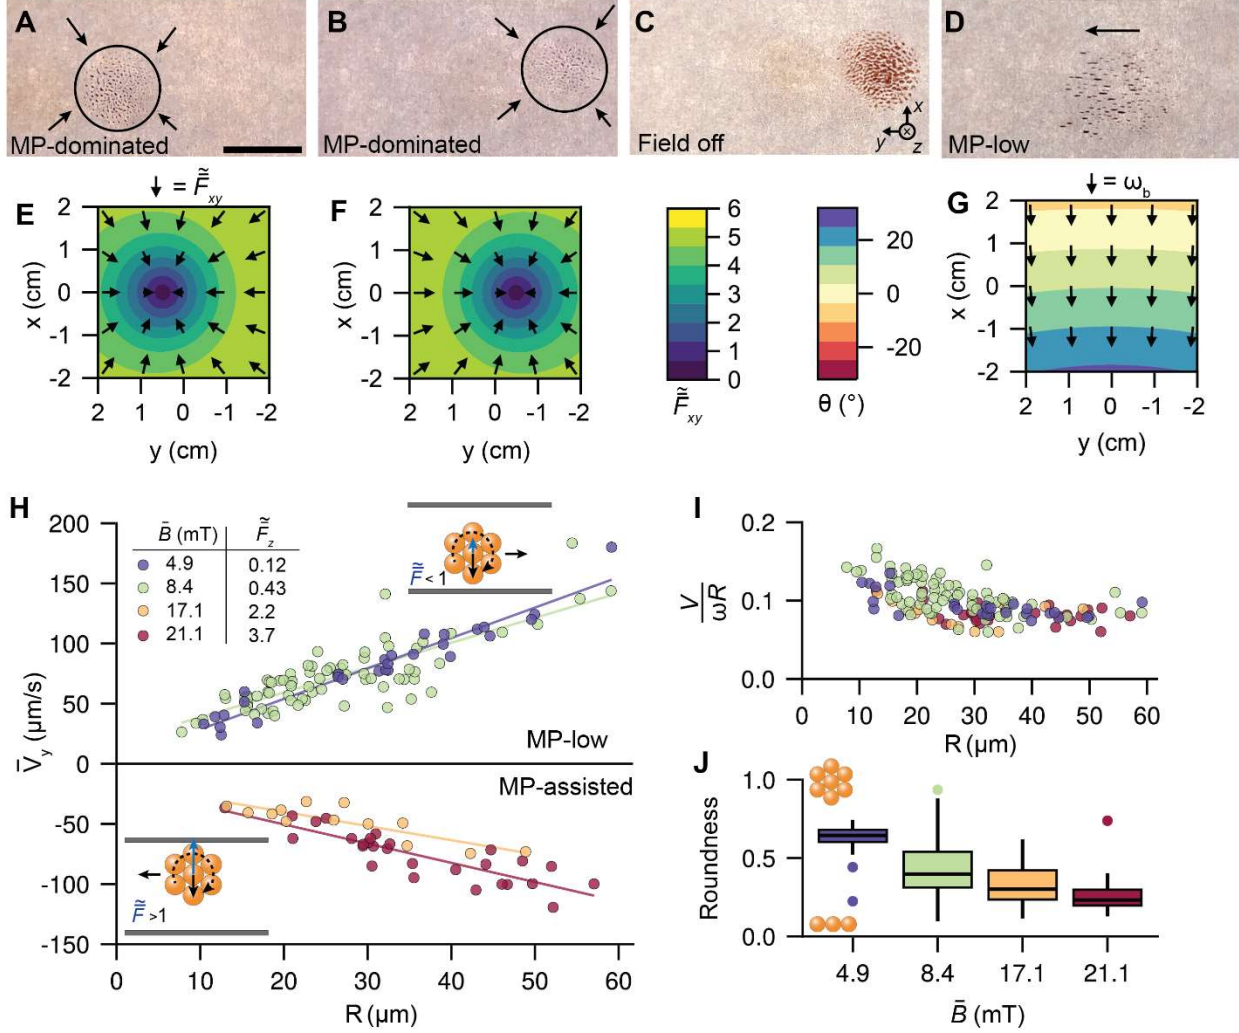 A
MP-dominated
B
MP-dominated
C
Field off
x
y
z
D
MP-low
E
↓ = F̃̄xy
2
1
0
-1
-2
x (cm)
2 1 0 -1 -2
y (cm)
F
2
1
0
-1
-2
x (cm)
2 1 0 -1 -2
y (cm)
6
5
4
3
2
1
0
F̃̄xy
20
0
-20
θ (°)
G
↓ = ωb
2
1
0
-1
-2
x (cm)
2 1 0 -1 -2
y (cm)
H
B̄ (mT) F̃z
4.9 0.12
8.4 0.43
17.1 2.2
21.1 3.7
F̃̄ < 1
MP-low
MP-assisted
F̃̄ >1
200
150
100
50
0
-50
-100
-150
V̄y (µm/s)
0 10 20 30 40 50 60
R (µm)
I
V
ωR
0.2
0.1
0.0
0 10 20 30 40 50 60
R (µm)
J
Roundness
1.0
0.5
0.0
4.9 8.4 17.1 21.1
B̄ (mT)